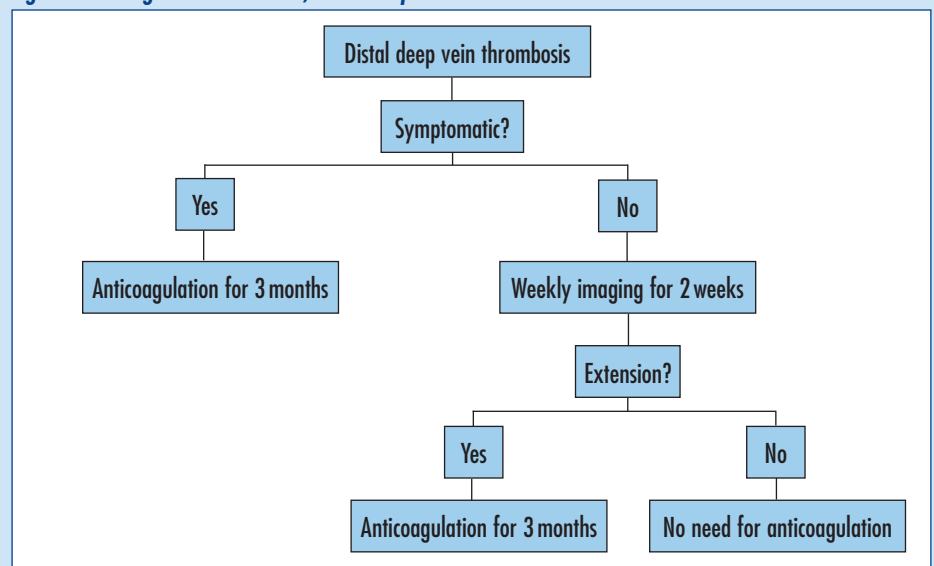 Distal deep vein thrombosis
Symptomatic?
Yes
No
Anticoagulation for 3 months
Weekly imaging for 2 weeks
Extension?
Yes
No
Anticoagulation for 3 months
No need for anticoagulation